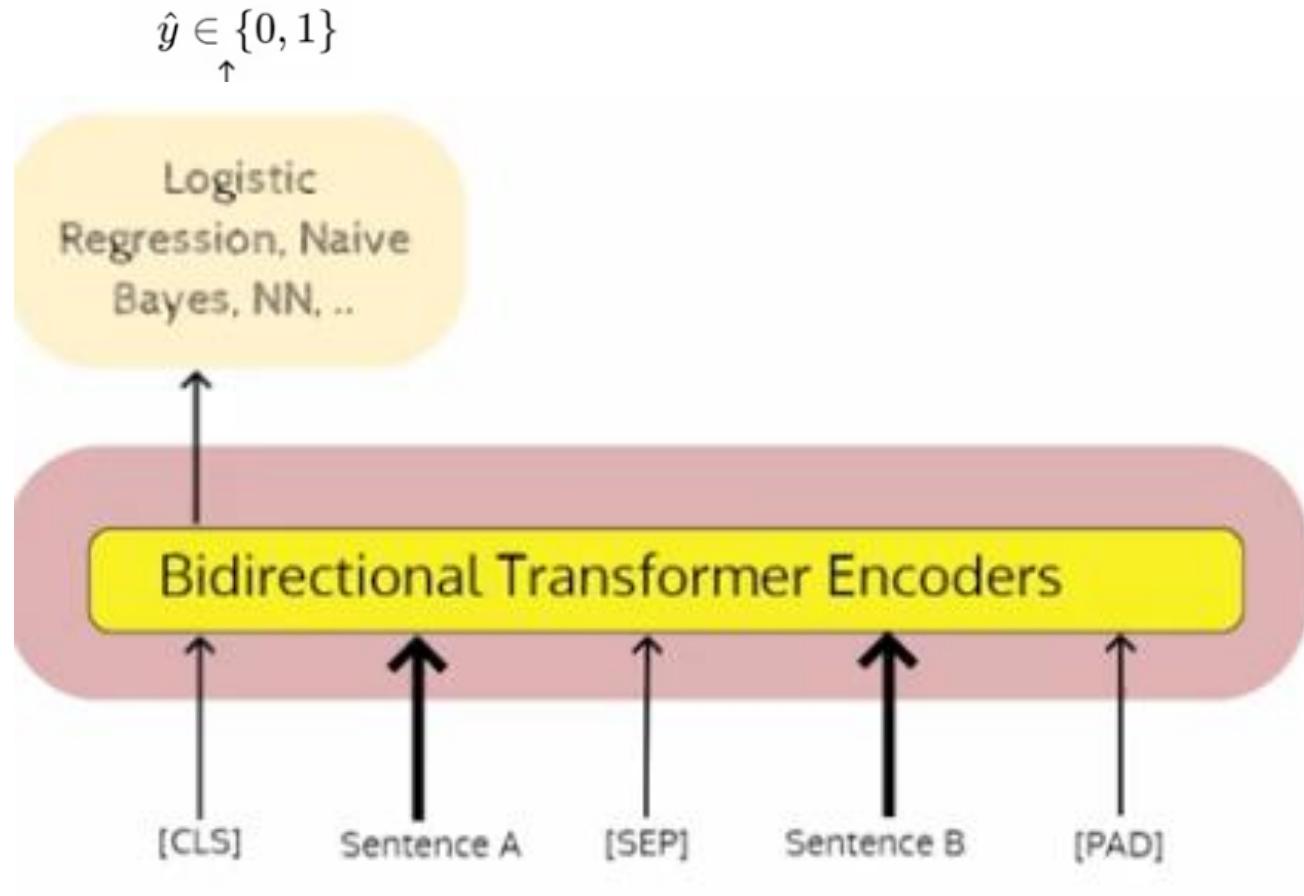 ŷ ∈ {0, 1}
Logistic
Regression, Naive
Bayes, NN, ..
Bidirectional Transformer Encoders
[CLS] Sentence A [SEP] Sentence B [PAD]